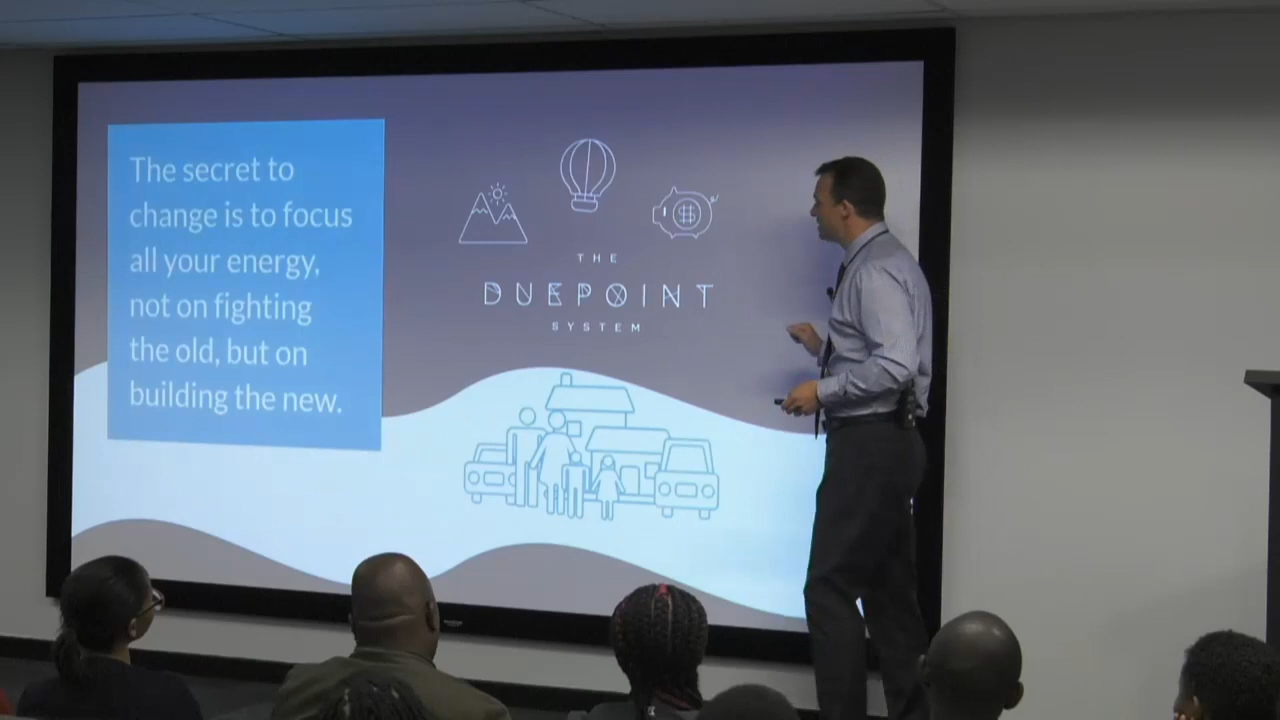 The secret to
change is to focus
all your energy,
not on fighting
the old, but on
building the new.
THE
DUEPOINT
SYSTEM